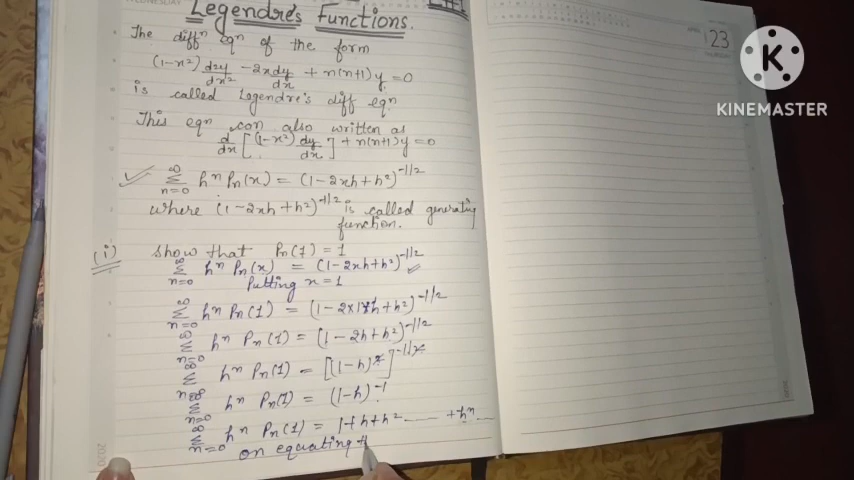 Legendre's Functions.
The diffⁿ eqⁿ of the form
(1-x²) d²y/dx² - 2x dy/dx + n(n+1)y = 0
is called Legendre's diff eqn
This eqn can also written as
d/dx [(1-x²) dy/dx] + n(n+1)y = 0
∑_{n=0}^{∞} hⁿ Pn(x) = (1-2xh+h²)^{-1/2}
where (1-2xh+h²)^{-1/2} is called generating
function.
(i) Show that Pn(1) = 1
∑_{n=0}^{∞} hⁿ Pn(x) = (1-2xh+h²)^{-1/2}
Putting x = 1
∑_{n=0}^{∞} hⁿ Pn(1) = (1-2×1×h+h²)^{-1/2}
∑_{n=0}^{∞} hⁿ Pn(1) = (1-2h+h²)^{-1/2}
∑_{n=0}^{∞} hⁿ Pn(1) = [(1-h)²]^{-1/2}
∑_{n=0}^{∞} hⁿ Pn(1) = (1-h)^{-1}
∑_{n=0}^{∞} hⁿ Pn(1) = 1+h+h² ...... +hⁿ...
on equating
APRIL
23
THURSDAY
KINEMASTER